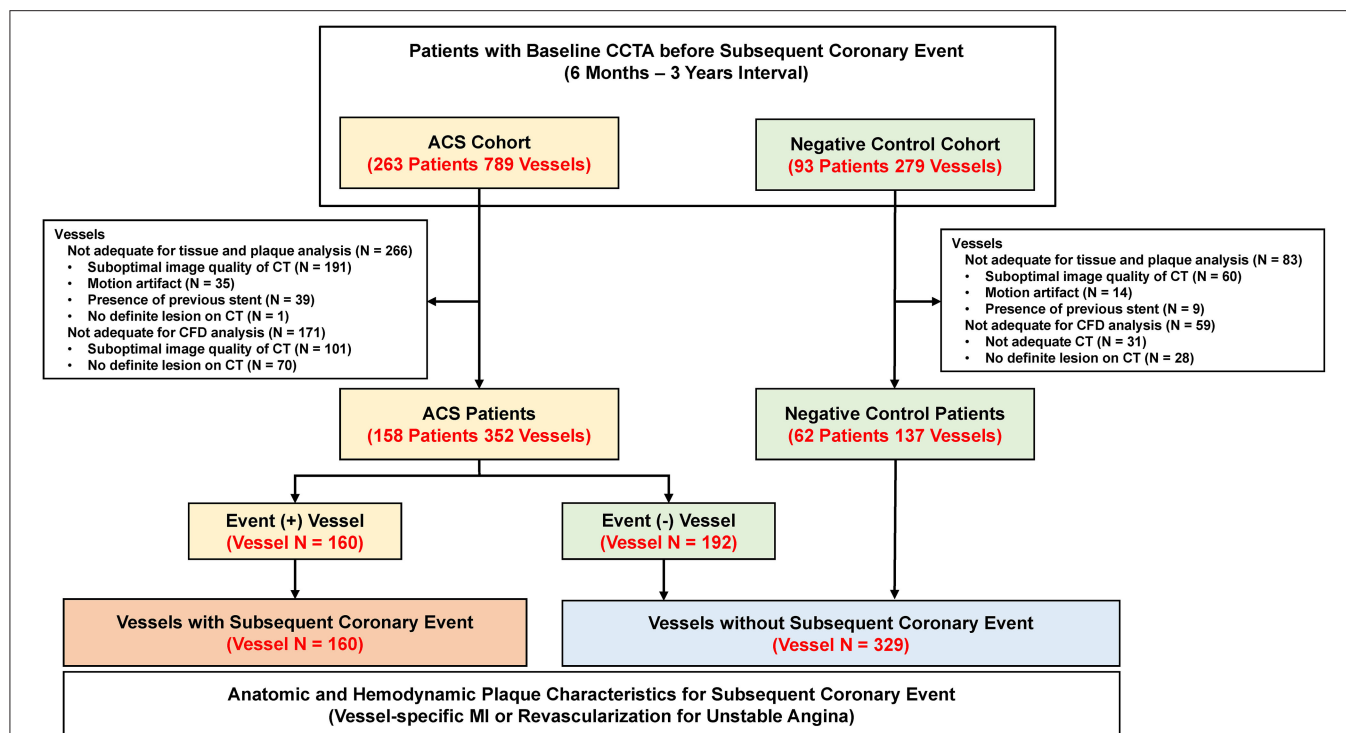 Patients with Baseline CCTA before Subsequent Coronary Event
(6 Months – 3 Years Interval)
ACS Cohort
(263 Patients 789 Vessels)
Negative Control Cohort
(93 Patients 279 Vessels)
Vessels
Not adequate for tissue and plaque analysis (N = 266)
• Suboptimal image quality of CT (N = 191)
• Motion artifact (N = 35)
• Presence of previous stent (N = 39)
• No definite lesion on CT (N = 1)
Not adequate for CFD analysis (N = 171)
• Suboptimal image quality of CT (N = 101)
• No definite lesion on CT (N = 70)
Vessels
Not adequate for tissue and plaque analysis (N = 83)
• Suboptimal image quality of CT (N = 60)
• Motion artifact (N = 14)
• Presence of previous stent (N = 9)
Not adequate for CFD analysis (N = 59)
• Not adequate CT (N = 31)
• No definite lesion on CT (N = 28)
ACS Patients
(158 Patients 352 Vessels)
Negative Control Patients
(62 Patients 137 Vessels)
Event (+) Vessel
(Vessel N = 160)
Event (-) Vessel
(Vessel N = 192)
Vessels with Subsequent Coronary Event
(Vessel N = 160)
Vessels without Subsequent Coronary Event
(Vessel N = 329)
Anatomic and Hemodynamic Plaque Characteristics for Subsequent Coronary Event
(Vessel-specific MI or Revascularization for Unstable Angina)